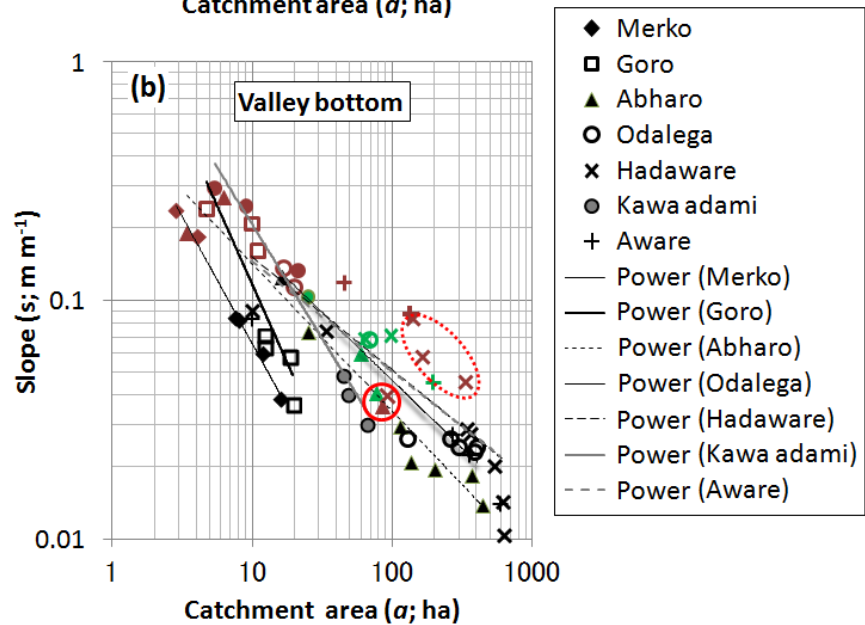 Catchment area (a; ha)
(b)
Valley bottom
Slope (s; m m⁻¹)
1
0.1
0.01
1
10
100
1000
Catchment area (a; ha)
Merko
Goro
Abharo
Odalega
Hadaware
Kawa adami
Aware
Power (Merko)
Power (Goro)
Power (Abharo)
Power (Odalega)
Power (Hadaware)
Power (Kawa adami)
Power (Aware)